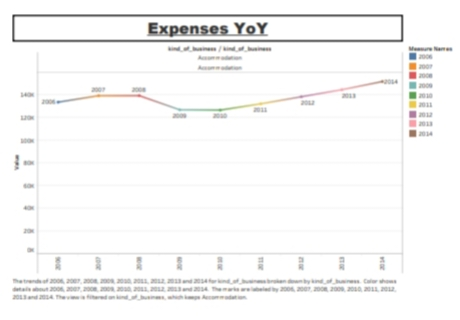 Expenses YoY
kind_of_business / kind_of_business
Accommodation
Accommodation
Measure Names
2006
2007
2008
2009
2010
2011
2012
2013
2014
Value
140K
120K
100K
80K
60K
40K
20K
0K
2006
2007
2008
2009
2010
2011
2012
2013
2014
2006
2007
2008
2009
2010
2011
2012
2013
2014
The trends of 2006, 2007, 2008, 2009, 2010, 2011, 2012, 2013 and 2014 for kind_of_business broken down by kind_of_business. Color shows
details about 2006, 2007, 2008, 2009, 2010, 2011, 2012, 2013 and 2014. The marks are labeled by 2006, 2007, 2008, 2009, 2010, 2011, 2012,
2013 and 2014. The view is filtered on kind_of_business, which keeps Accommodation.